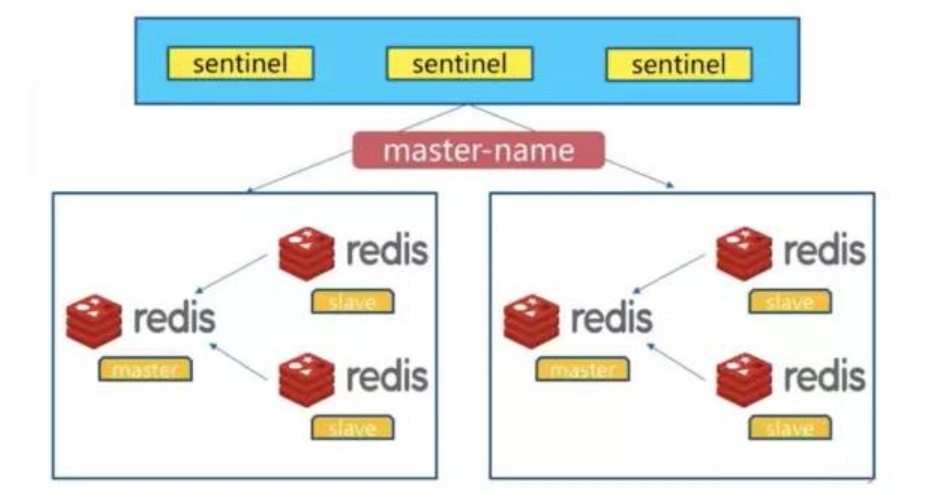 sentinel sentinel sentinel
master-name
redis redis
slave slave
redis redis
master master
redis redis
slave slave